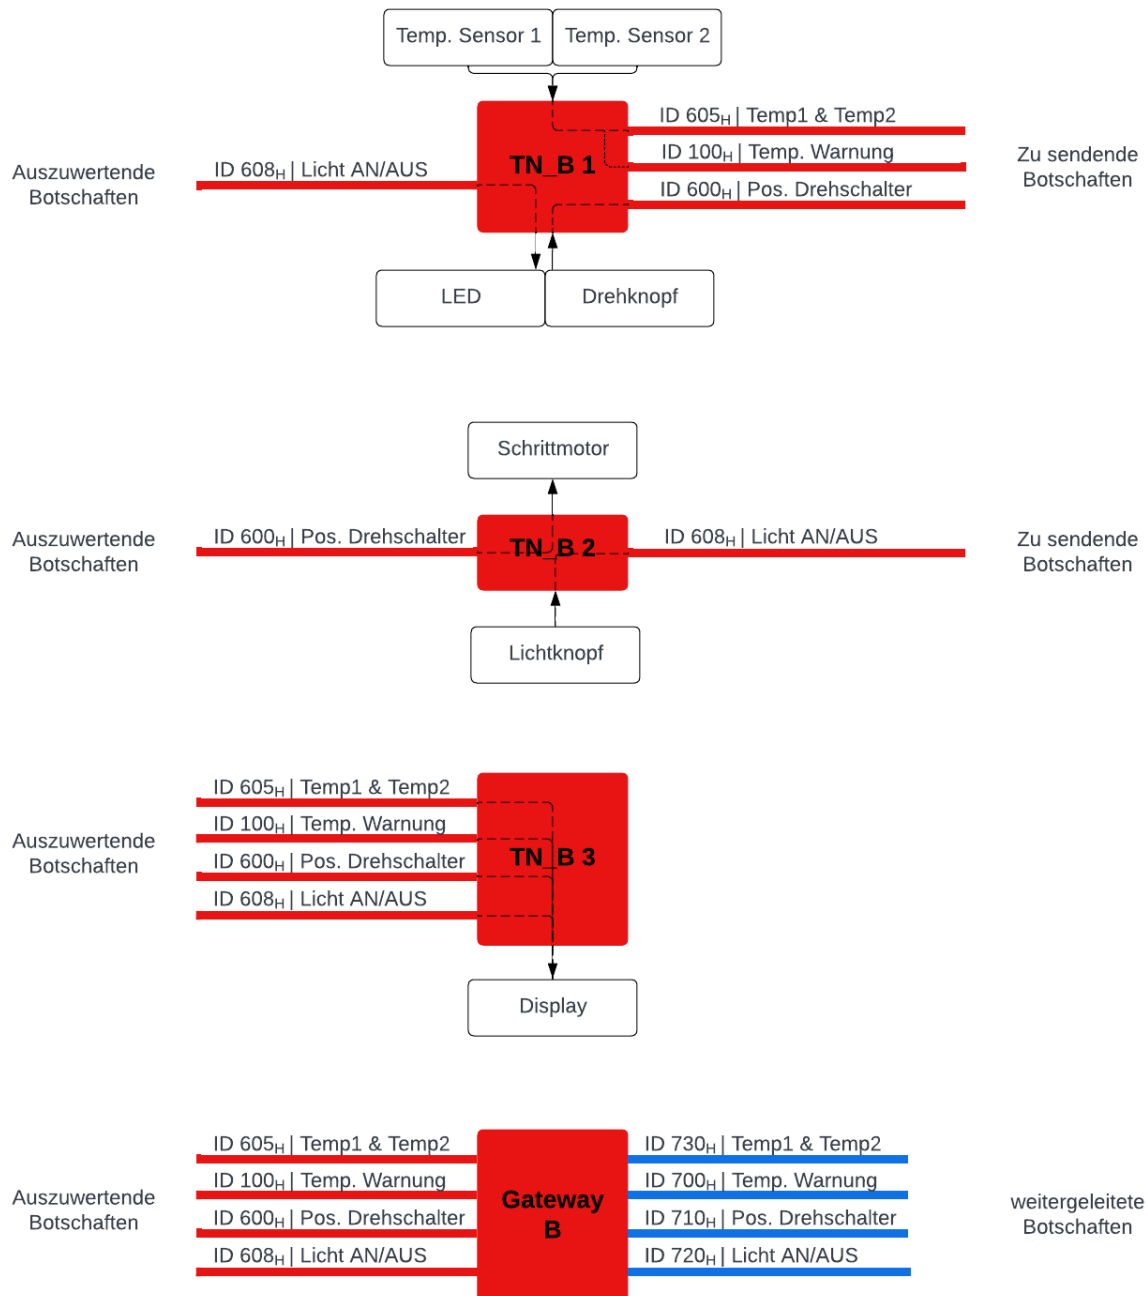 Temp. Sensor 1 Temp. Sensor 2
ID 605H | Temp1 & Temp2
ID 100H | Temp. Warnung
ID 600H | Pos. Drehschalter
Auszuwertende
Botschaften
ID 608H | Licht AN/AUS
TN_B 1
Zu sendende
Botschaften
LED Drehknopf
Schrittmotor
Auszuwertende
Botschaften
ID 600H | Pos. Drehschalter
TN_B 2
ID 608H | Licht AN/AUS
Zu sendende
Botschaften
Lichtknopf
Auszuwertende
Botschaften
ID 605H | Temp1 & Temp2
ID 100H | Temp. Warnung
ID 600H | Pos. Drehschalter
ID 608H | Licht AN/AUS
TN_B 3
Display
Auszuwertende
Botschaften
ID 605H | Temp1 & Temp2
ID 100H | Temp. Warnung
ID 600H | Pos. Drehschalter
ID 608H | Licht AN/AUS
Gateway
B
ID 730H | Temp1 & Temp2
ID 700H | Temp. Warnung
ID 710H | Pos. Drehschalter
ID 720H | Licht AN/AUS
weitergeleitete
Botschaften